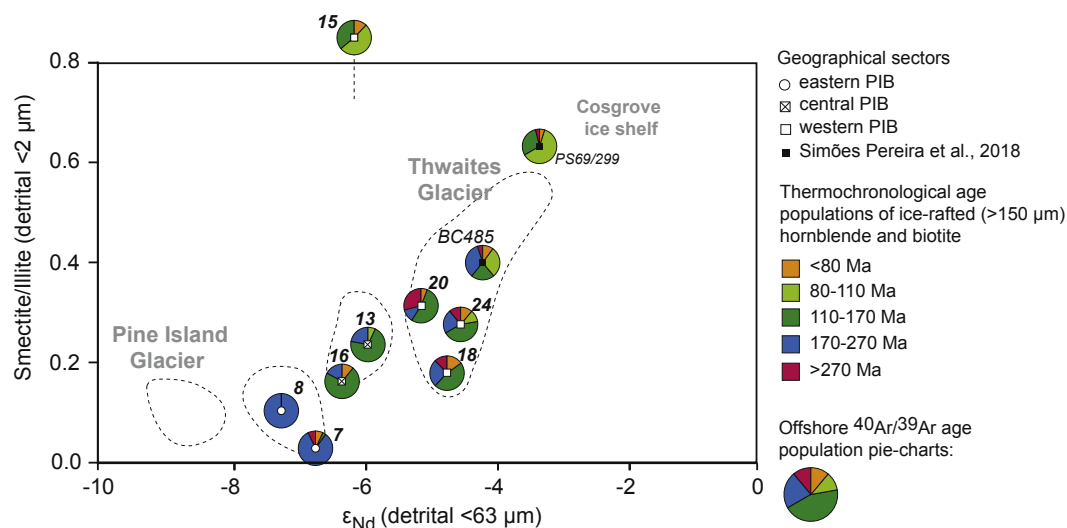 15
0.8
0.6
0.4
0.2
0.0
Smectite/Illite (detrital <2 μm)
-10
-8
-6
-4
-2
0
εNd (detrital <63 μm)
Cosgrove
ice shelf
PS69/299
Thwaites
Glacier
BC485
20
24
18
13
16
Pine Island
Glacier
8
7
Geographical sectors
eastern PIB
central PIB
western PIB
Simões Pereira et al., 2018
Thermochronological age
populations of ice-rafted (>150 μm)
hornblende and biotite
<80 Ma
80-110 Ma
110-170 Ma
170-270 Ma
>270 Ma
Offshore ⁴⁰Ar/³⁹Ar age
population pie-charts: